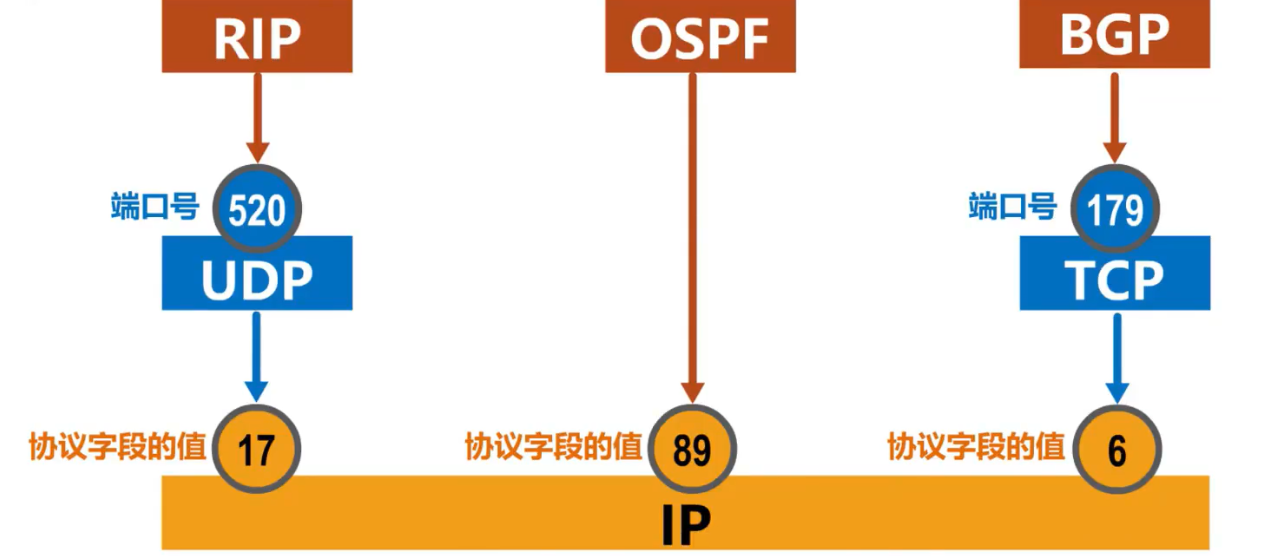 RIP
OSPF
BGP
端口号
520
端口号
179
UDP
TCP
协议字段的值
17
协议字段的值
89
协议字段的值
6
IP